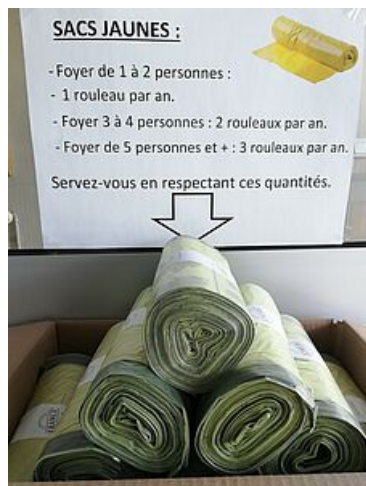 SACS JAUNES :
- Foyer de 1 à 2 personnes :
- 1 rouleau par an.
- Foyer 3 à 4 personnes : 2 rouleaux par an.
- Foyer de 5 personnes et + : 3 rouleaux par an.
Servez-vous en respectant ces quantités.
FRANCE